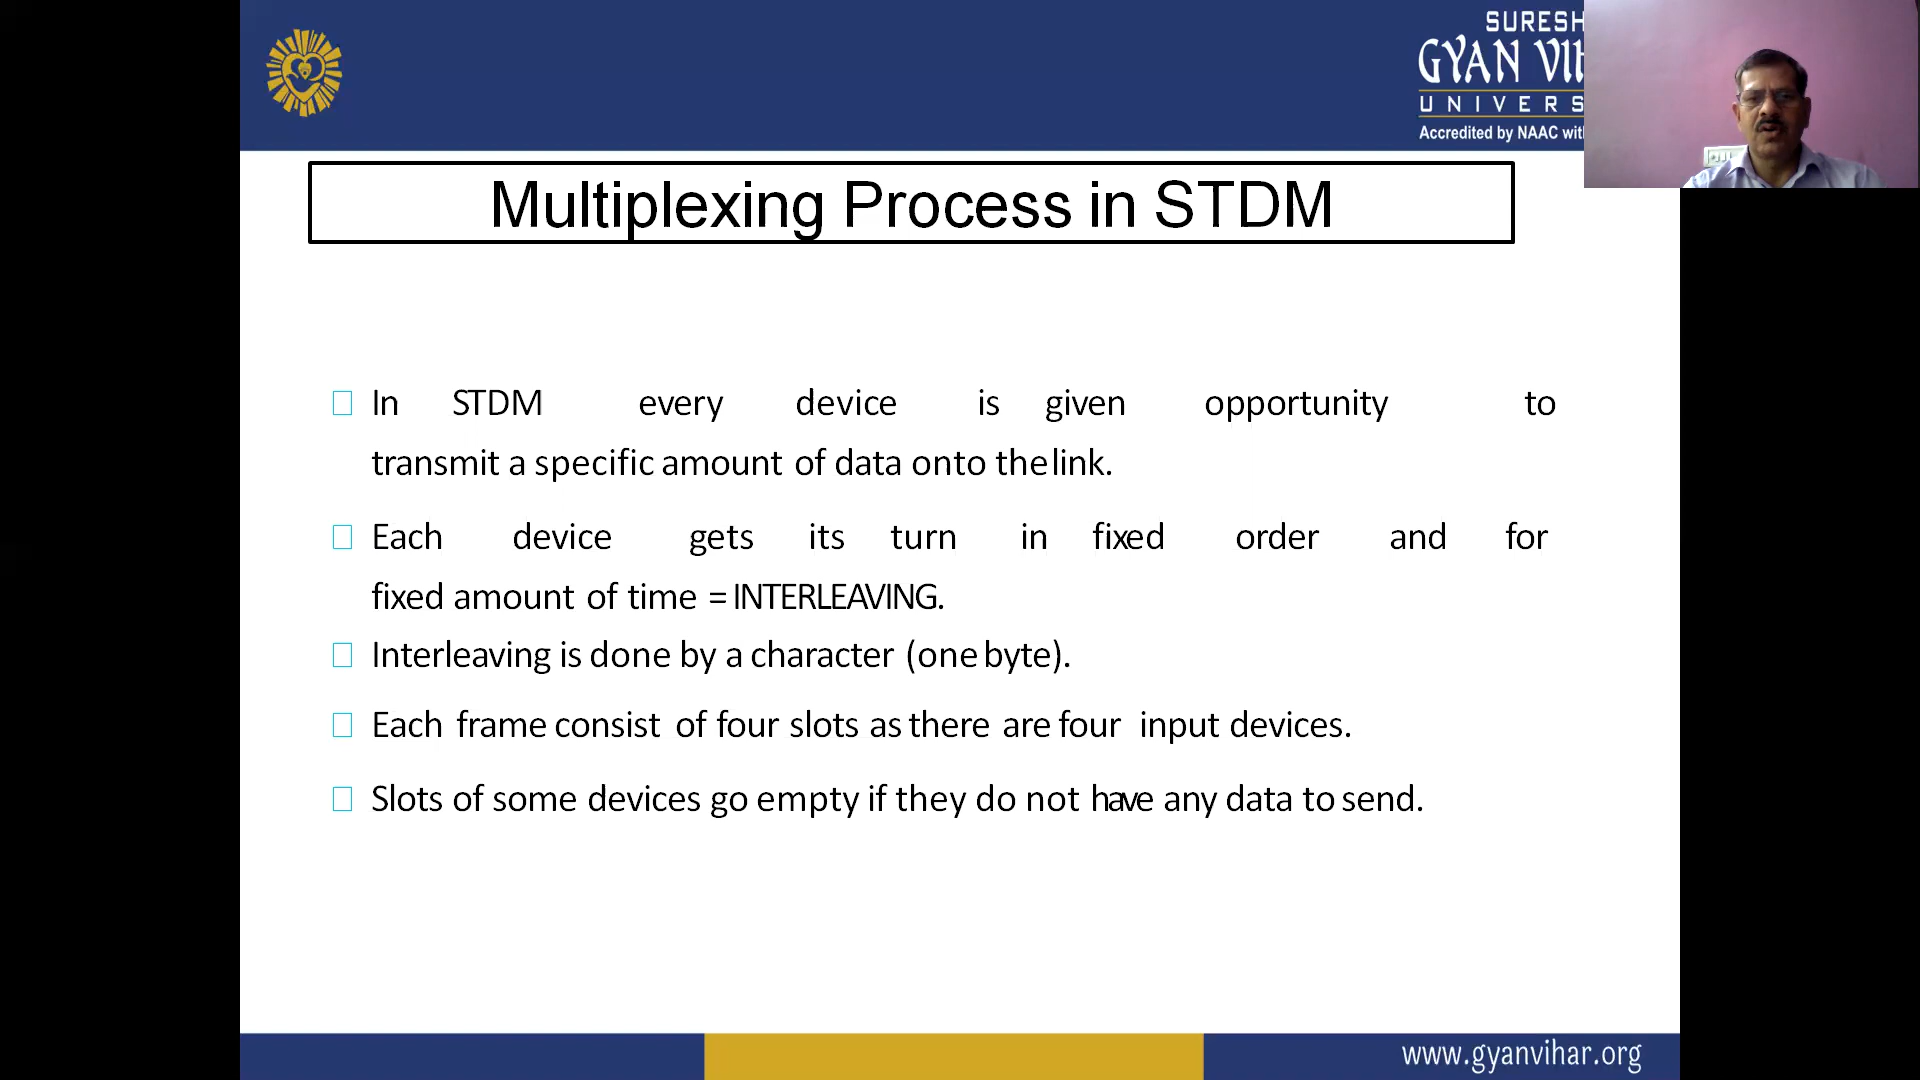 SURESH
GYAN VIH
UNIVERS
Accredited by NAAC with
Multiplexing Process in STDM
In STDM every device is given opportunity to
transmit a specific amount of data onto the link.
Each device gets its turn in fixed order and for
fixed amount of time = INTERLEAVING.
Interleaving is done by a character (one byte).
Each frame consist of four slots as there are four input devices.
Slots of some devices go empty if they do not have any data to send.
www.gyanvihar.org